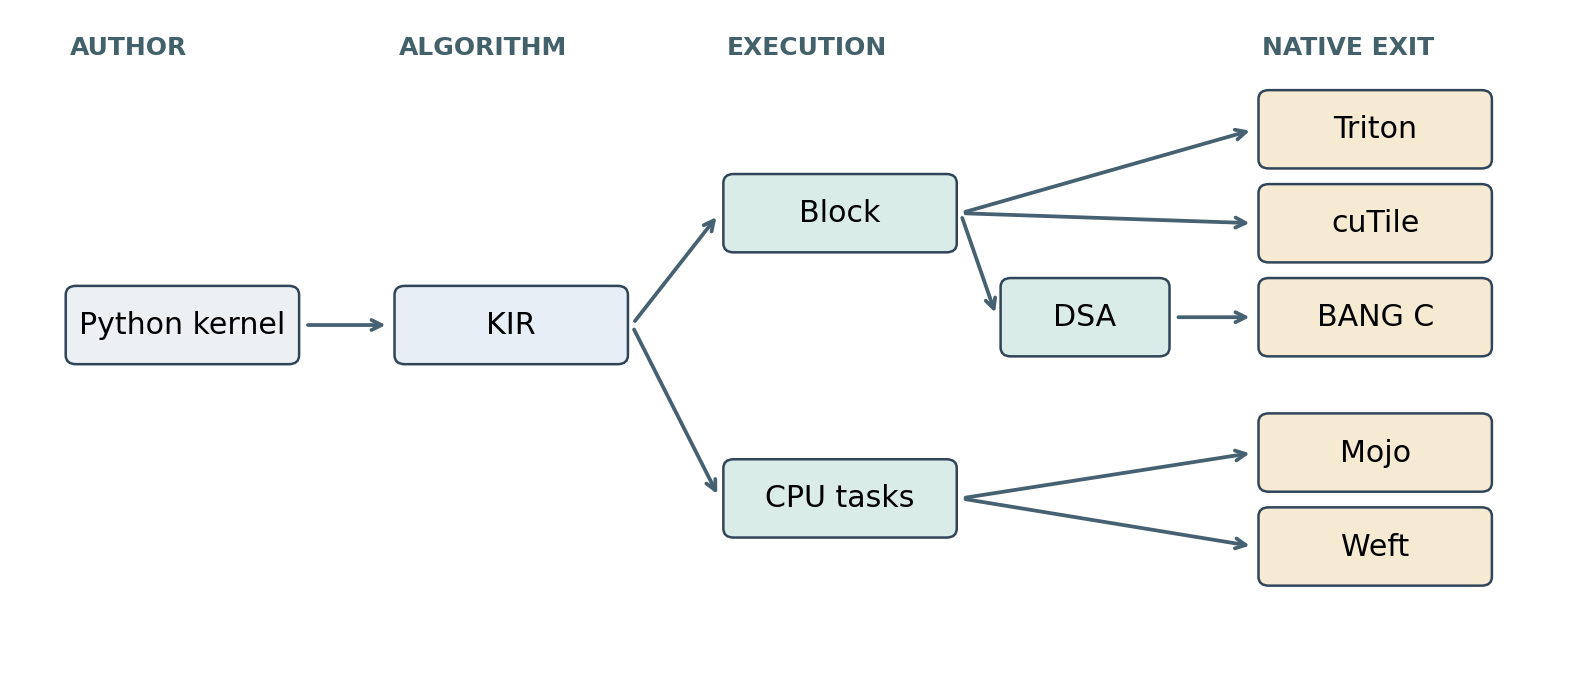 AUTHOR
ALGORITHM
EXECUTION
NATIVE EXIT
Python kernel
KIR
Block
DSA
CPU tasks
Triton
cuTile
BANG C
Mojo
Weft